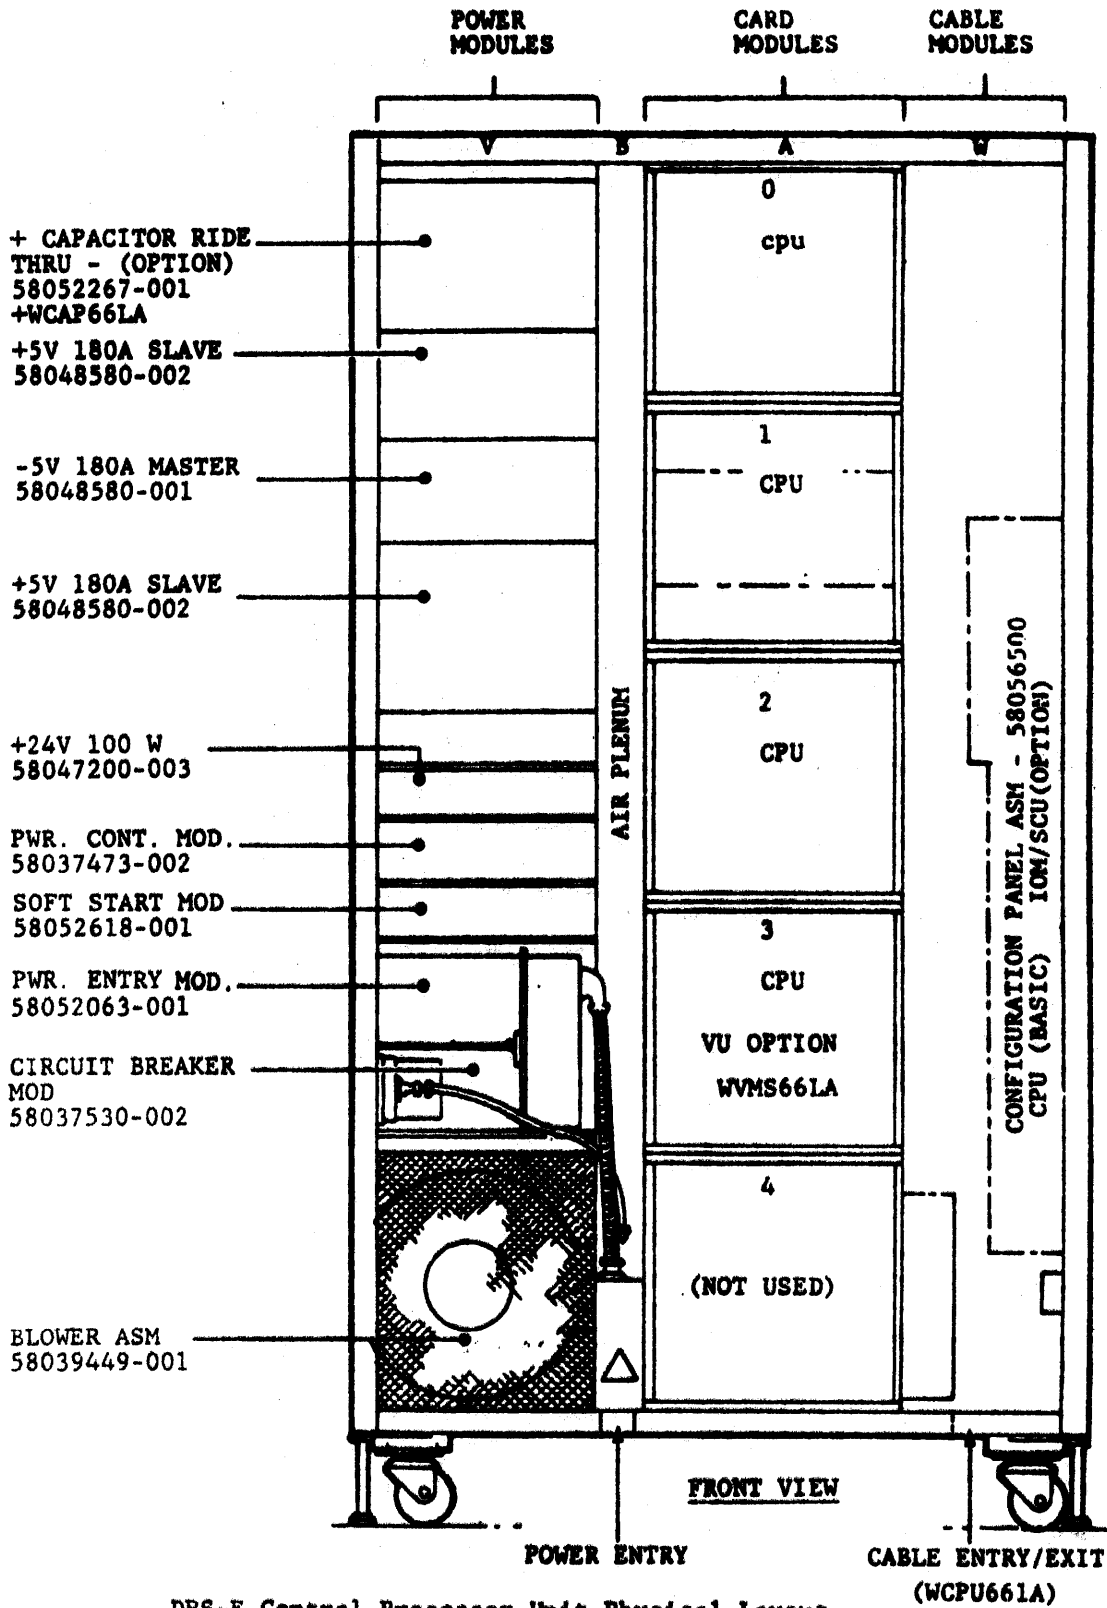 POWER
MODULES
CARD
MODULES
CABLE
MODULES
V
B
A
W
+ CAPACITOR RIDE
THRU - (OPTION)
58052267-001
+WCAP66LA
+5V 180A SLAVE
58048580-002
-5V 180A MASTER
58048580-001
+5V 180A SLAVE
58048580-002
+24V 100 W
58047200-003
PWR. CONT. MOD.
58037473-002
SOFT START MOD
58052618-001
PWR. ENTRY MOD.
58052063-001
CIRCUIT BREAKER
MOD
58037530-002
BLOWER ASM
58039449-001
AIR PLENUM
0
cpu
1
CPU
2
CPU
3
CPU
VU OPTION
WVMS66LA
4
(NOT USED)
CONFIGURATION PANEL ASM - 58056500
CPU (BASIC) IOM/SCU(OPTION)
FRONT VIEW
POWER ENTRY
CABLE ENTRY/EXIT
(WCPU661A)
Central Processor Unit Physical